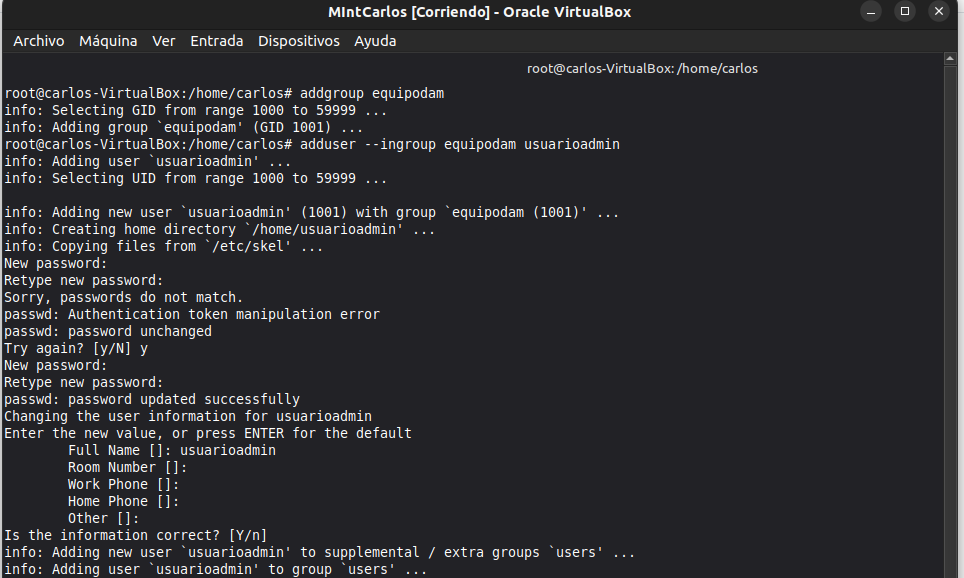 MIntCarlos [Corriendo] - Oracle VirtualBox
Archivo Máquina Ver Entrada Dispositivos Ayuda
root@carlos-VirtualBox: /home/carlos
root@carlos-VirtualBox:/home/carlos# addgroup equipodam
info: Selecting GID from range 1000 to 59999 ...
info: Adding group `equipodam' (GID 1001) ...
root@carlos-VirtualBox:/home/carlos# adduser --ingroup equipodam usuarioadmin
info: Adding user `usuarioadmin' ...
info: Selecting UID from range 1000 to 59999 ...
info: Adding new user `usuarioadmin' (1001) with group `equipodam (1001)' ...
info: Creating home directory `/home/usuarioadmin' ...
info: Copying files from `/etc/skel' ...
New password:
Retype new password:
Sorry, passwords do not match.
passwd: Authentication token manipulation error
passwd: password unchanged
Try again? [y/N] y
New password:
Retype new password:
passwd: password updated successfully
Changing the user information for usuarioadmin
Enter the new value, or press ENTER for the default
Full Name []: usuarioadmin
Room Number []:
Work Phone []:
Home Phone []:
Other []:
Is the information correct? [Y/n]
info: Adding new user `usuarioadmin' to supplemental / extra groups `users' ...
info: Adding user `usuarioadmin' to group `users' ...